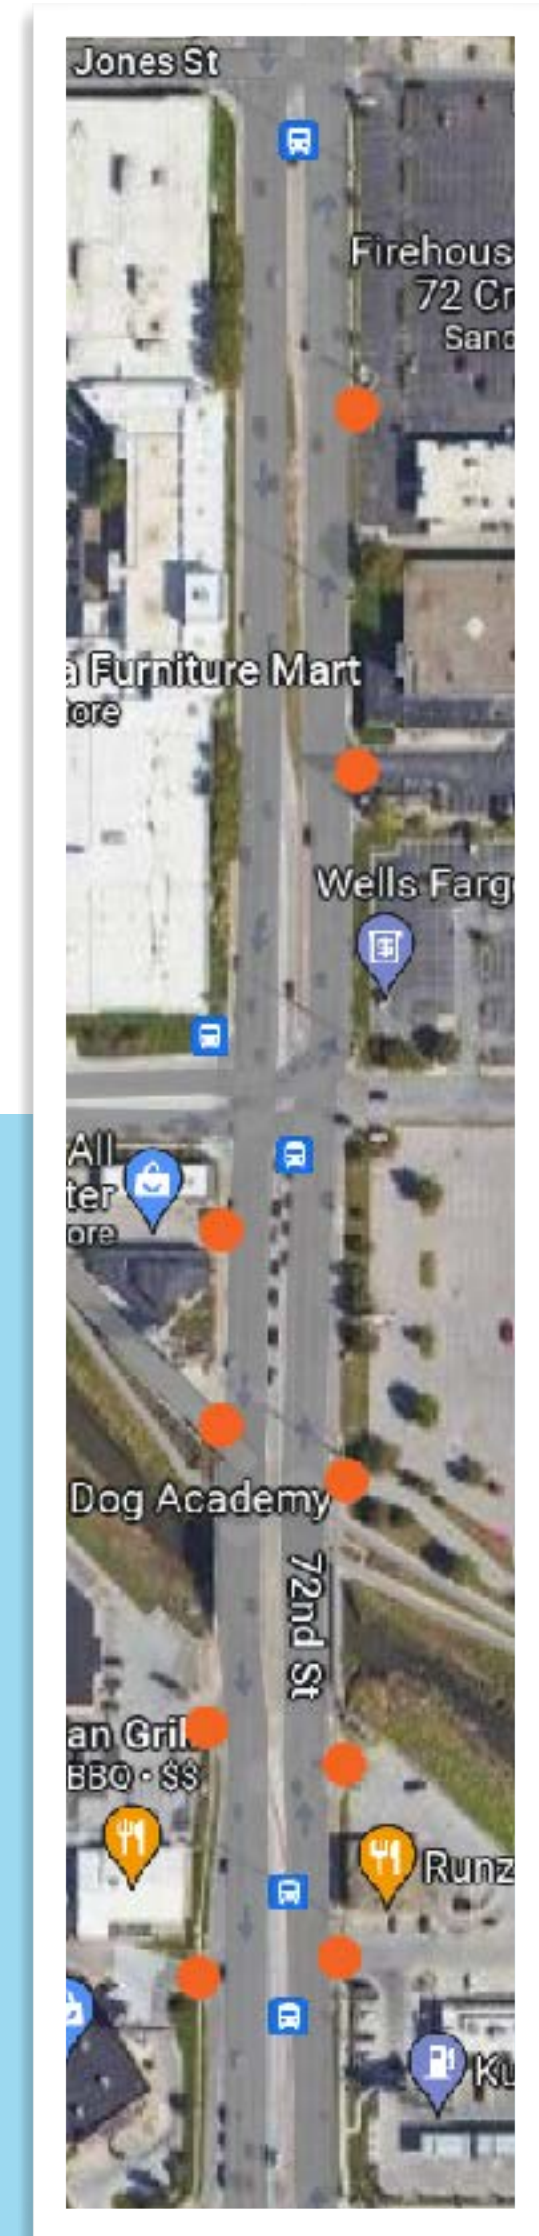 Jones St
Firehous
72 Cr
Sand
a Furniture Mart
tore
Wells Farg
All
ter
ore
Dog Academy
72nd St
an Gril
BBQ • $$
Runz
Ku